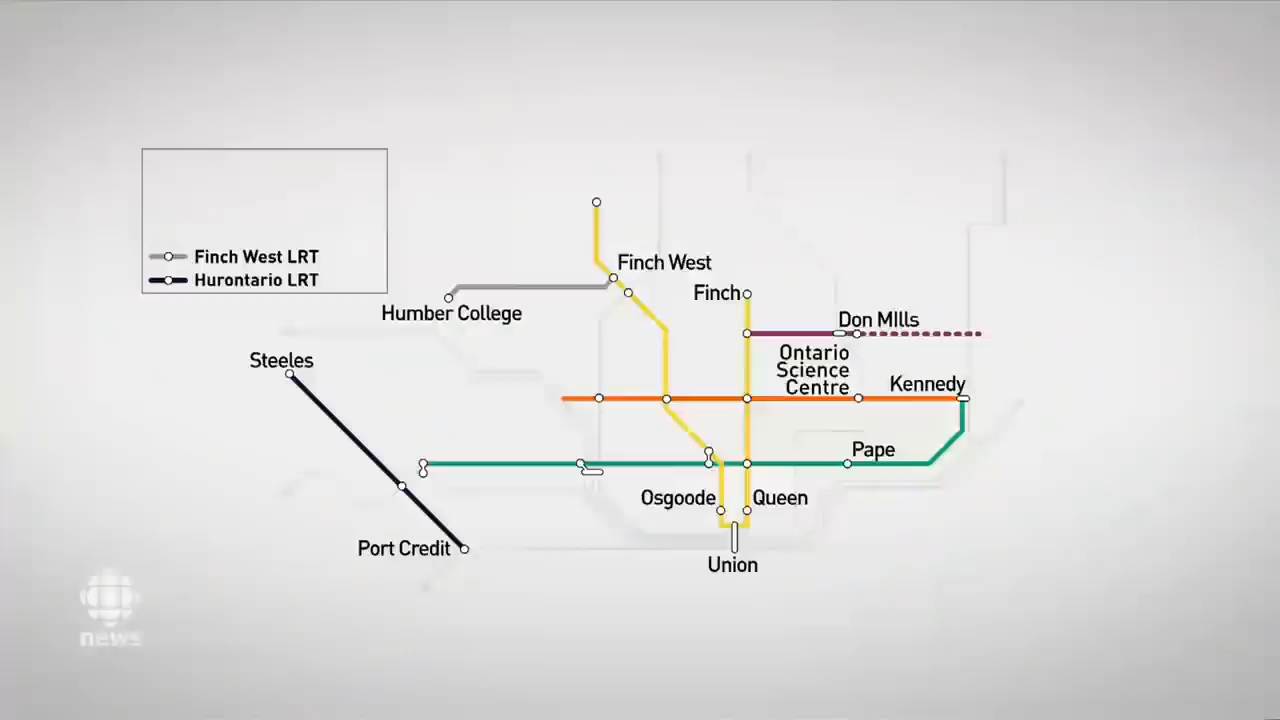 Finch West LRT
Hurontario LRT
Finch West
Finch
Humber College
Don MIlls
Ontario
Science
Centre
Steeles
Kennedy
Pape
Osgoode
Queen
Port Credit
Union
news